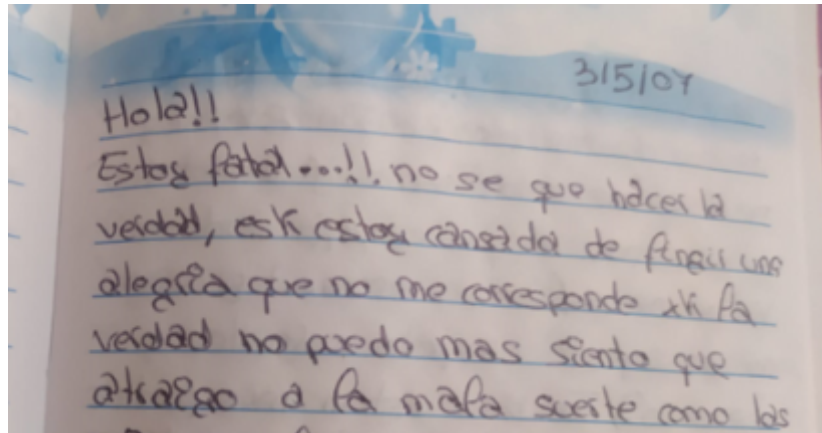 3/5/07
Hola!!
Estoy fatal...!! no se que hacer la
verdad, esk estoy cansada de fingir una
alegria que no me corresponde xk la
verdad no puedo mas siento que
atraigo a la mala suerte como las